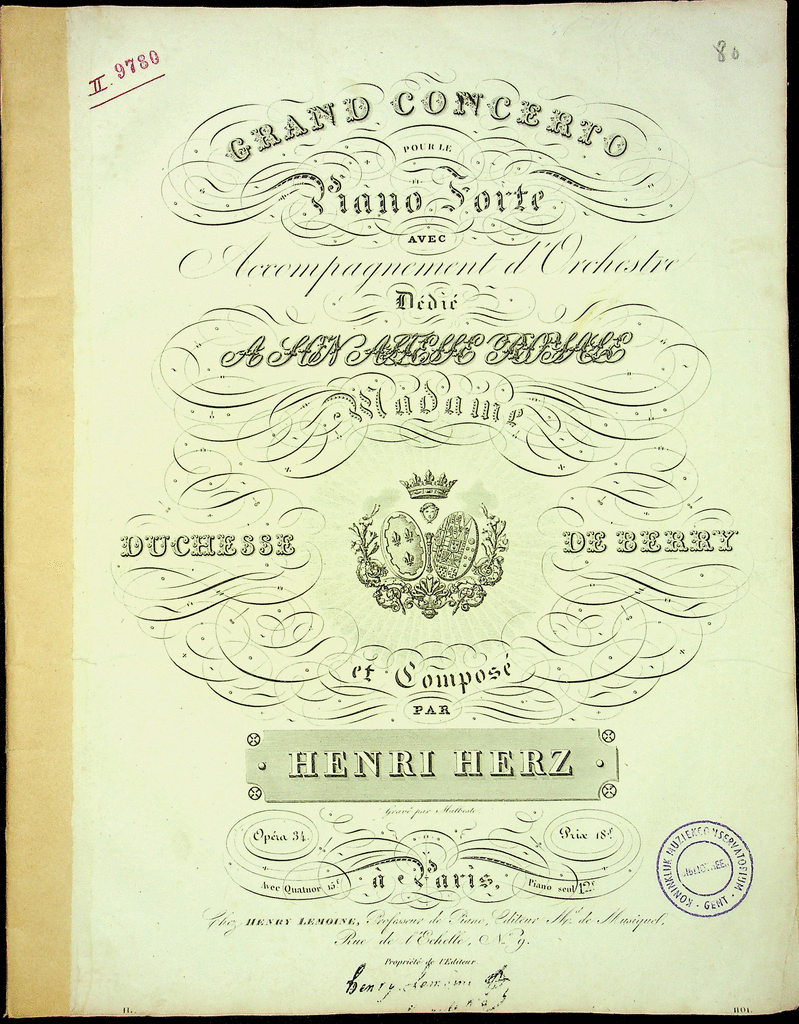 II. 9780
80
GRAND CONCERTO
POUR LE
Piano Forte
AVEC
Accompagnement d'Orchestre
Dédié
A SON ALTESSE ROYALE
Madame
DUCHESSE DE BERRY
et Composé
PAR
HENRI HERZ
Gravé par
Opéra 34. Prix 18f.
à Paris,
Avec Quatuor 15f. Piano seul 12f.
Chez HENRY LEMOINE, Professeur de Piano, Editeur Md. de Musique,
Rue de l'Echelle, No. 9.
Propriété de l'Editeur.
Henry Lemoine
KONINKLIJK MUZIEKCONSERVATORIUM
GENT
H. 1101.